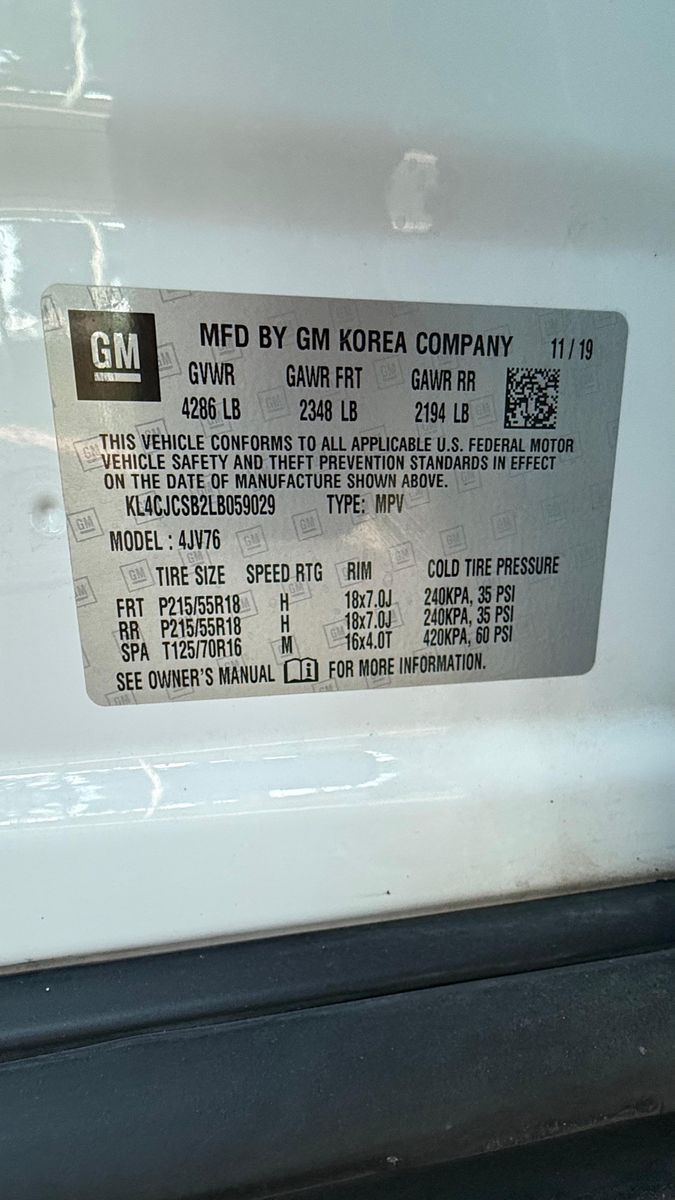 GM
MFD BY GM KOREA COMPANY 11/19
GVWR GAWR FRT GAWR RR
4286 LB 2348 LB 2194 LB
THIS VEHICLE CONFORMS TO ALL APPLICABLE U.S. FEDERAL MOTOR
VEHICLE SAFETY AND THEFT PREVENTION STANDARDS IN EFFECT
ON THE DATE OF MANUFACTURE SHOWN ABOVE.
KL4CJCSB2LB059029 TYPE: MPV
MODEL : 4JV76
TIRE SIZE SPEED RTG RIM COLD TIRE PRESSURE
FRT P215/55R18 H 18x7.0J 240KPA, 35 PSI
RR P215/55R18 H 18x7.0J 240KPA, 35 PSI
SPA T125/70R16 M 16x4.0T 420KPA, 60 PSI
SEE OWNER'S MANUAL FOR MORE INFORMATION.